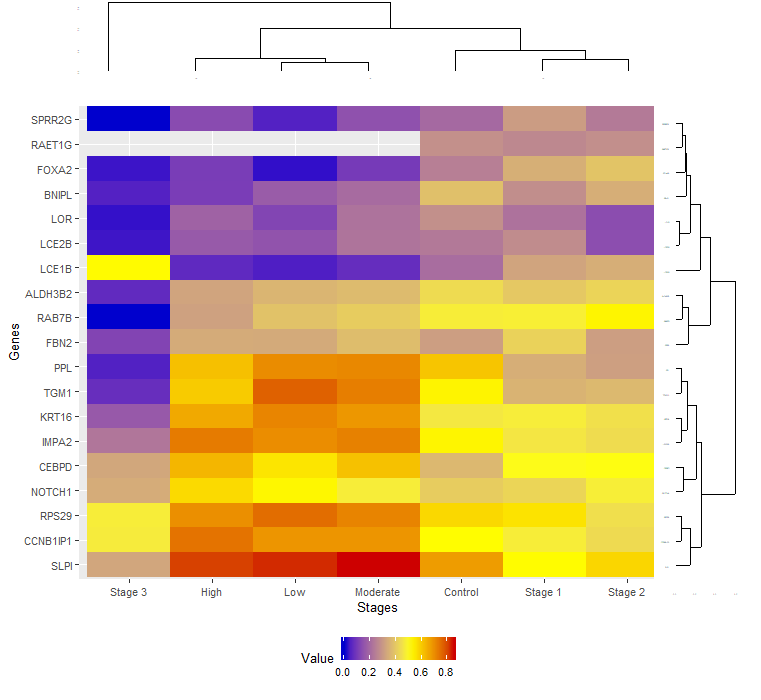 SPRR2G
RAET1G
FOXA2
BNIPL
LOR
LCE2B
LCE1B
ALDH3B2
RAB7B
FBN2
PPL
TGM1
KRT16
IMPA2
CEBPD
NOTCH1
RPS29
CCNB1IP1
SLPI
Genes
Stage 3 High Low Moderate Control Stage 1 Stage 2
Stages
Value
0.0 0.2 0.4 0.6 0.8